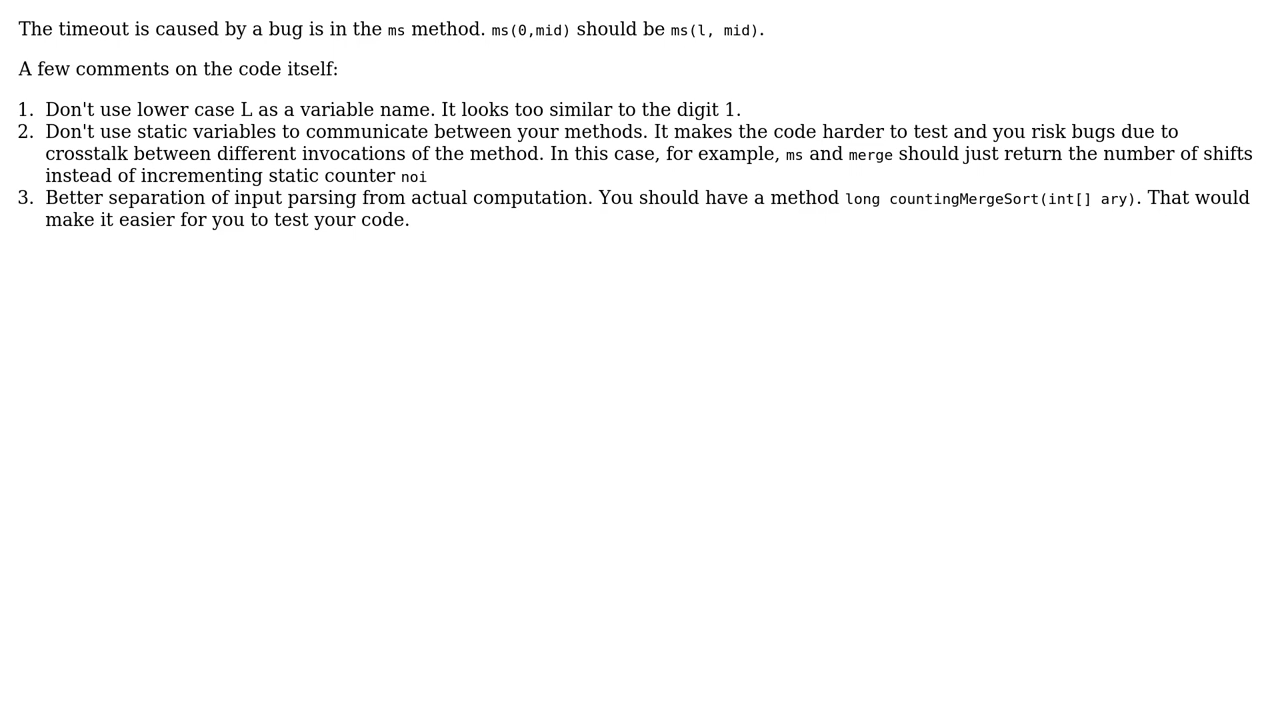 The timeout is caused by a bug is in the ms method. ms(0,mid) should be ms(l, mid).
A few comments on the code itself:
1. Don't use lower case L as a variable name. It looks too similar to the digit 1.
2. Don't use static variables to communicate between your methods. It makes the code harder to test and you risk bugs due to
crosstalk between different invocations of the method. In this case, for example, ms and merge should just return the number of shifts
instead of incrementing static counter noi
3. Better separation of input parsing from actual computation. You should have a method long countingMergeSort(int[] ary). That would
make it easier for you to test your code.